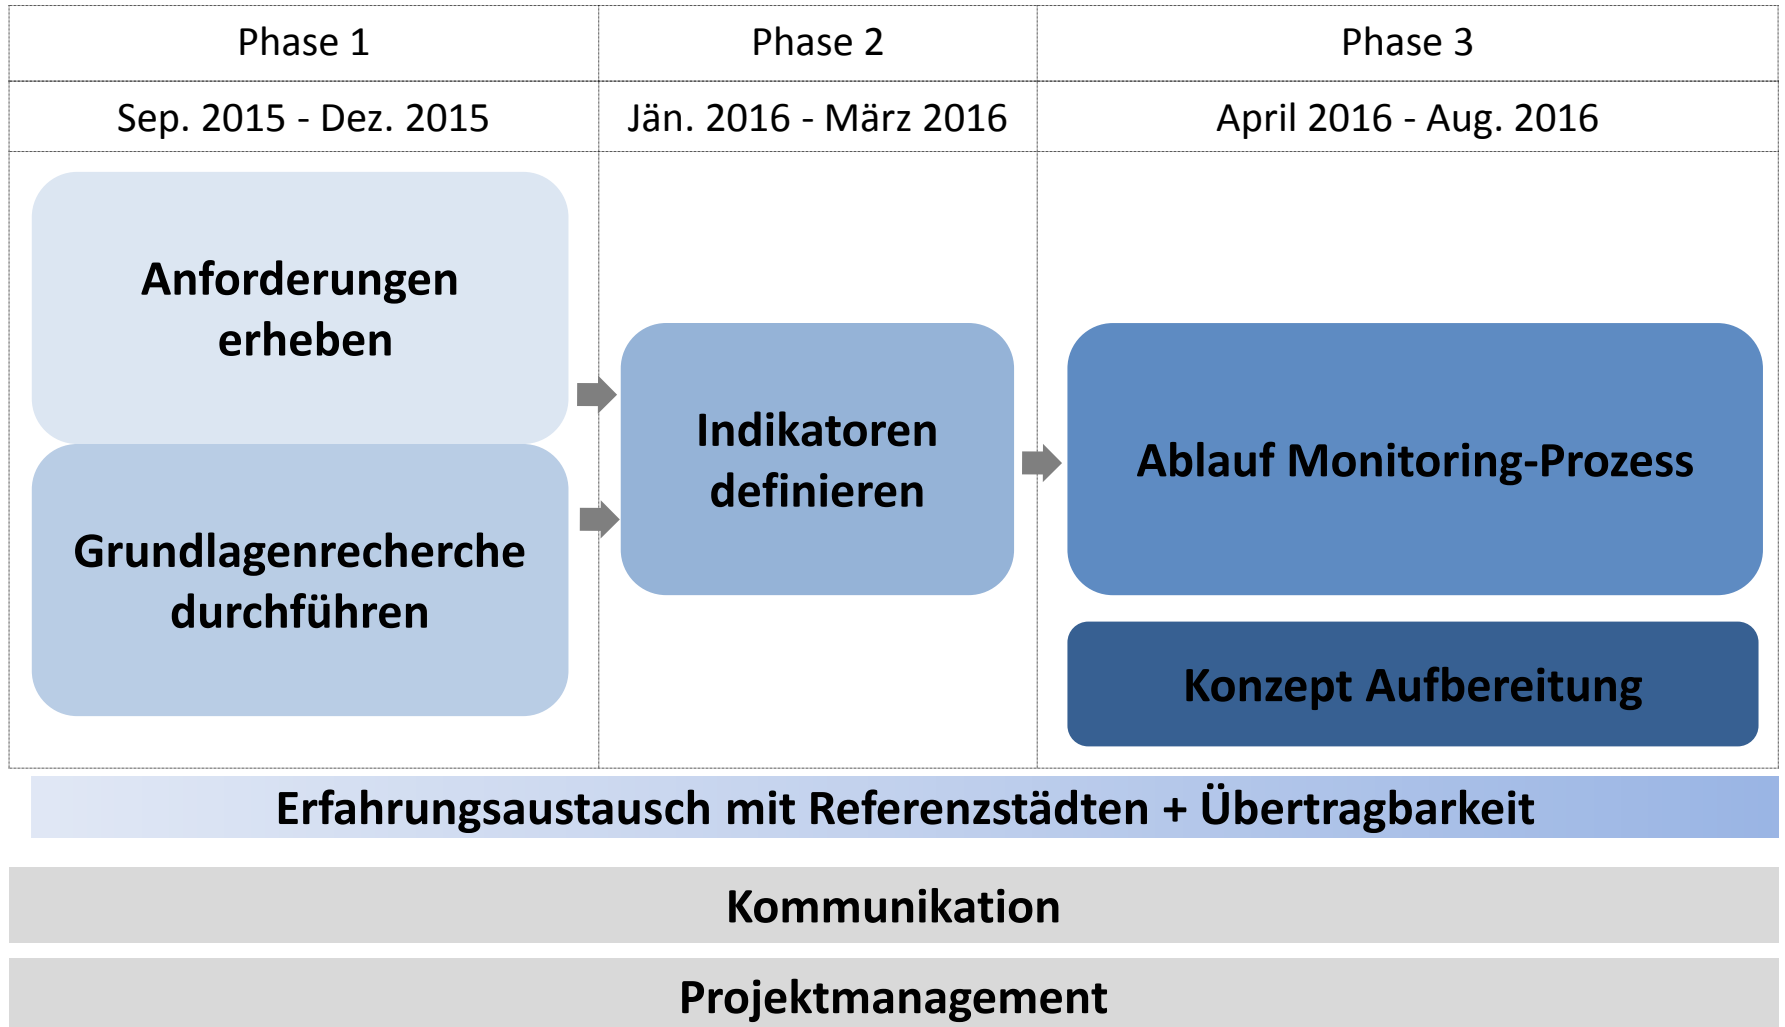 Phase 1
Phase 2
Phase 3
Sep. 2015 - Dez. 2015
Jän. 2016 - März 2016
April 2016 - Aug. 2016
Anforderungen
erheben
Grundlagenrecherche
durchführen
Indikatoren
definieren
Ablauf Monitoring-Prozess
Konzept Aufbereitung
Erfahrungsaustausch mit Referenzstädten + Übertragbarkeit
Kommunikation
Projektmanagement